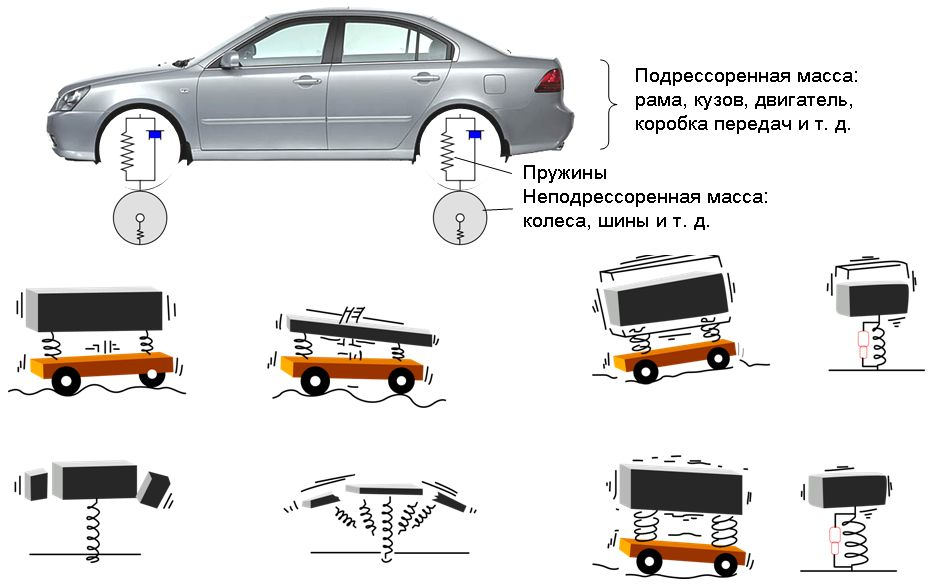 Подрессоренная масса:
рама, кузов, двигатель,
коробка передач и т. д.
Пружины
Неподрессоренная масса:
колеса, шины и т. д.